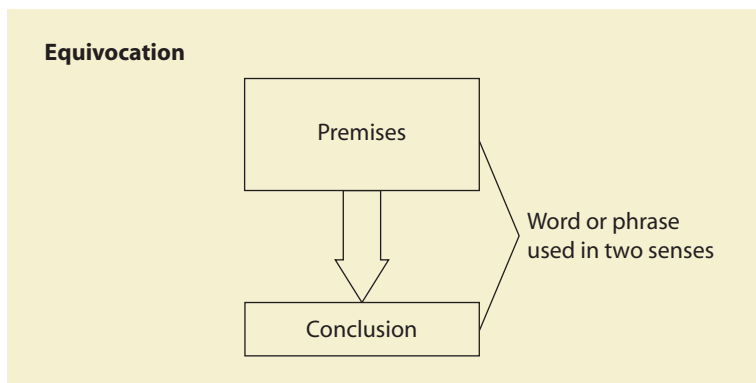 Equivocation
Premises
Word or phrase
used in two senses
Conclusion